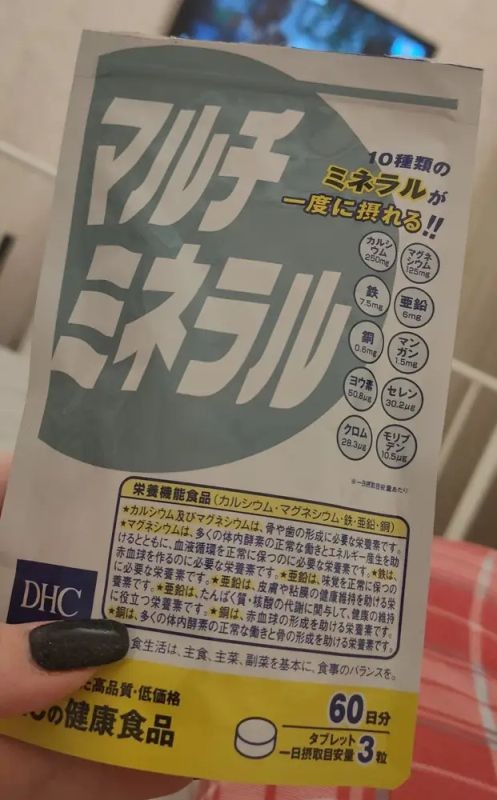 マルチ
ミネラル
10種類の
ミネラルが
一度に摂れる!!
カルシ
ウム
250mg
マグネ
シウム
125mg
鉄
7.5mg
亜鉛
6mg
銅
0.6mg
マン
ガン
1.5mg
ヨウ素
50.8μg
セレン
30.2μg
クロム
28.3μg
モリブ
デン
10.5μg
※一日摂取目安量あたり
栄養機能食品(カルシウム・マグネシウム・鉄・亜鉛・銅)
★カルシウム及びマグネシウムは、骨や歯の形成に必要な栄養素です。
★マグネシウムは、多くの体内酵素の正常な働きとエネルギー産生を助
けるとともに、血液循環を正常に保つのに必要な栄養素です。★鉄は、
赤血球を作るのに必要な栄養素です。★亜鉛は、味覚を正常に保つの
に必要な栄養素です。★亜鉛は、皮膚や粘膜の健康維持を助ける栄
養素です。★亜鉛は、たんぱく質・核酸の代謝に関与して、健康の維持
に役立つ栄養素です。★銅は、赤血球の形成を助ける栄養素です。
★銅は、多くの体内酵素の正常な働きと骨の形成を助ける栄養素です。
DHC
食生活は、主食、主菜、副菜を基本に、食事のバランスを。
高品質・低価格
の健康食品
60日分
タブレット
一日摂取目安量3粒